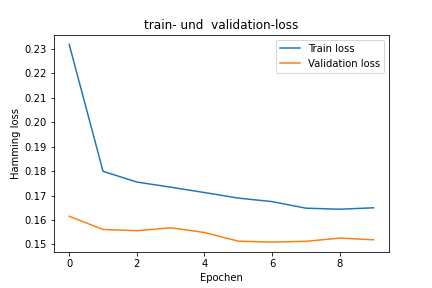 train- und  validation-loss
Train loss
Validation loss
0.23
0.22
0.21
0.20
0.19
0.18
0.17
0.16
0.15
Hamming loss
0
2
4
6
8
Epochen